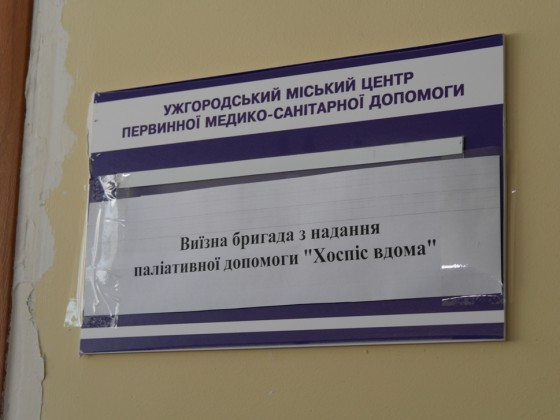 УЖГОРОДСЬКИЙ МІСЬКИЙ ЦЕНТР
ПЕРВИННОЇ МЕДИКО-САНІТАРНОЇ ДОПОМОГИ
Виїзна бригада з надання
паліативної допомоги "Хоспіс вдома"